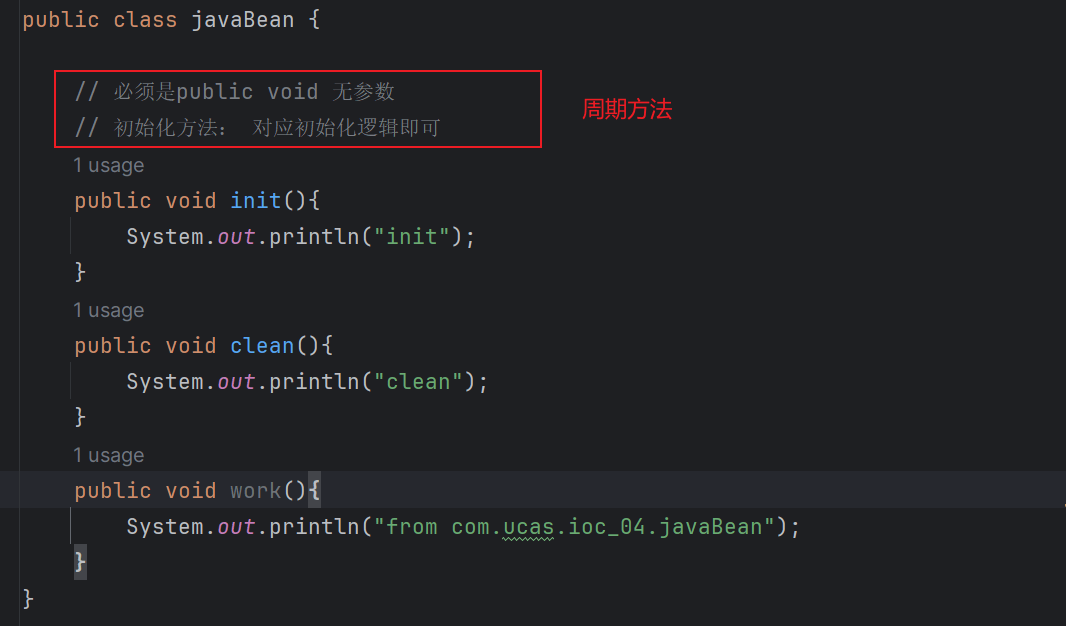 public class javaBean {
// 必须是public void 无参数
// 初始化方法： 对应初始化逻辑即可
周期方法
1 usage
public void init(){
System.out.println("init");
}
1 usage
public void clean(){
System.out.println("clean");
}
1 usage
public void work(){
System.out.println("from com.ucas.ioc_04.javaBean");
}
}